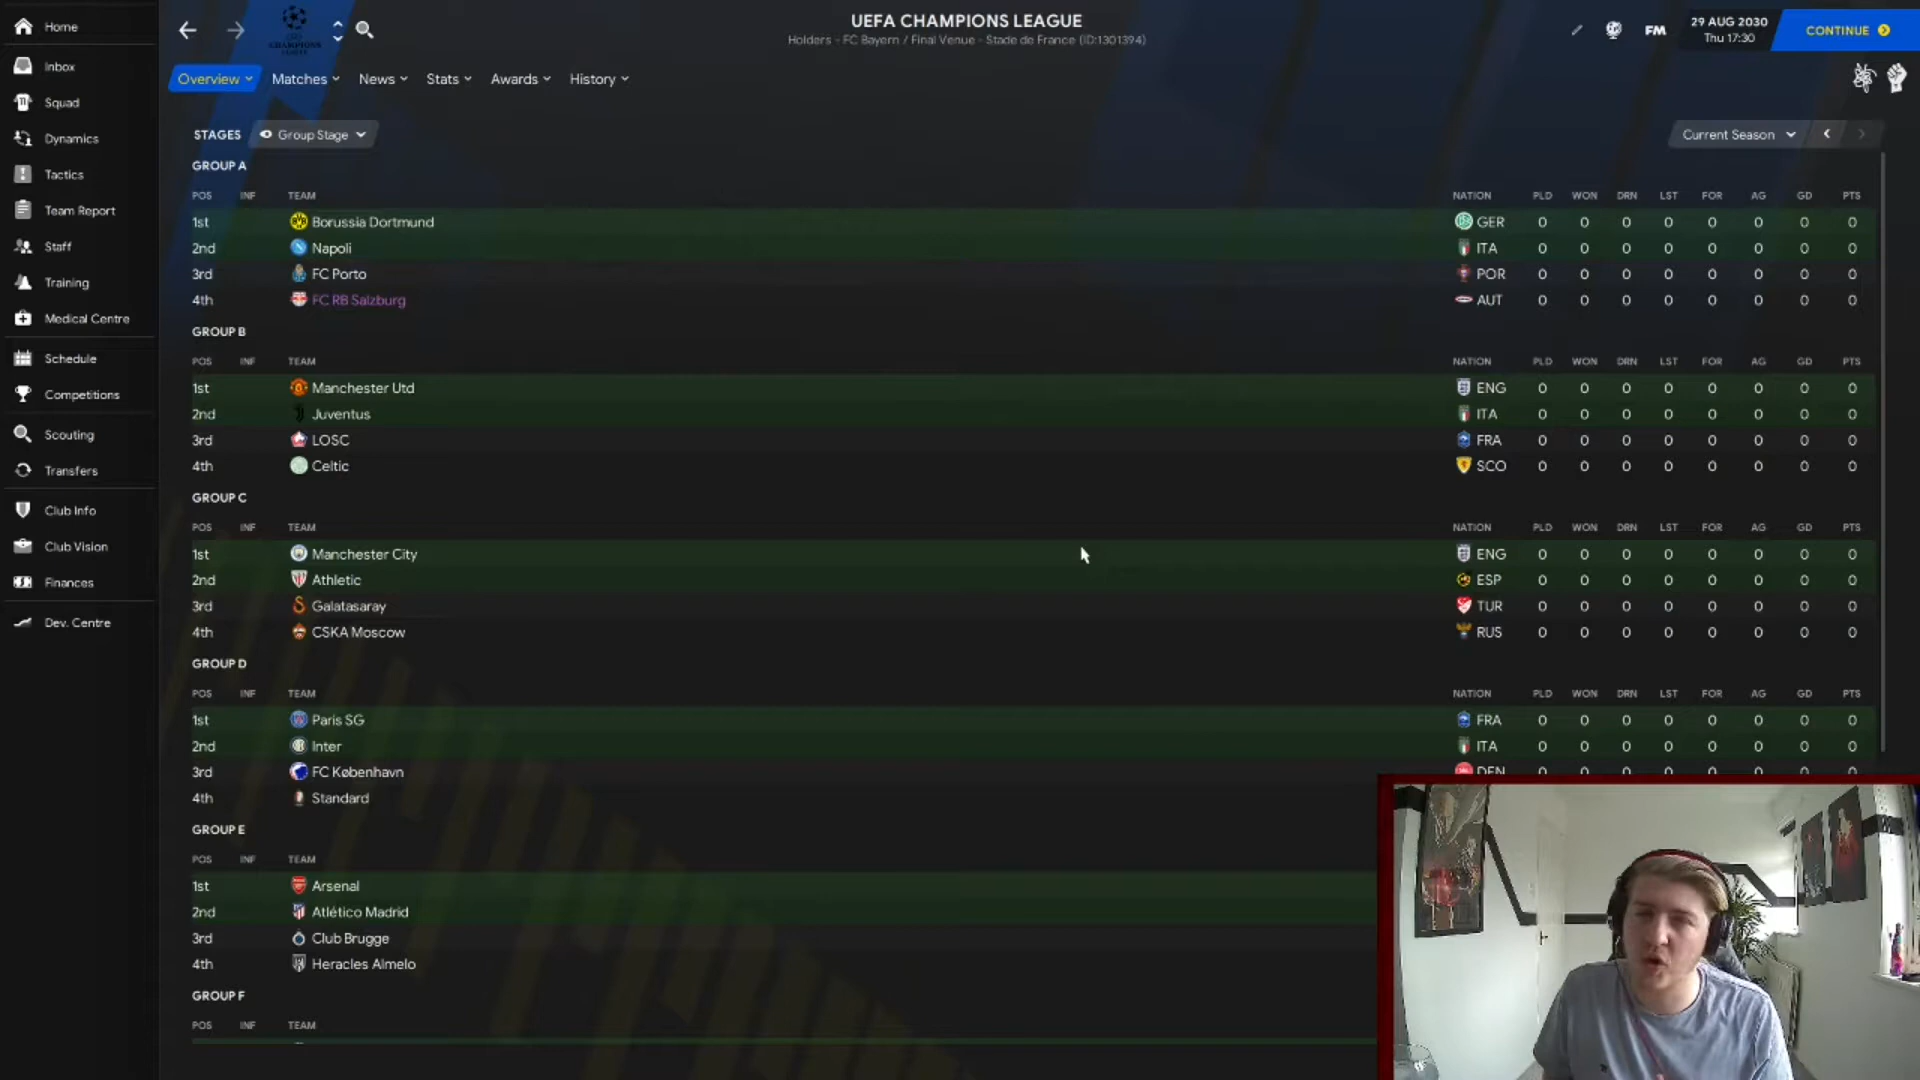 Home
Inbox
Squad
Dynamics
Tactics
Team Report
Staff
Training
Medical Centre
Schedule
Competitions
Scouting
Transfers
Club Info
Club Vision
Finances
Dev. Centre
CHAMPIONS
UEFA CHAMPIONS LEAGUE
Holders - FC Bayern / Final Venue - Stade de France (ID:1301394)
FM
29 AUG 2030
Thu 17:30
CONTINUE
Overview Matches News Stats Awards History
STAGES Group Stage Current Season
GROUP A
POS INF TEAM NATION PLD WON DRN LST FOR AG GD PTS
1st Borussia Dortmund GER 0 0 0 0 0 0 0 0
2nd Napoli ITA 0 0 0 0 0 0 0 0
3rd FC Porto POR 0 0 0 0 0 0 0 0
4th FC RB Salzburg AUT 0 0 0 0 0 0 0 0
GROUP B
POS INF TEAM NATION PLD WON DRN LST FOR AG GD PTS
1st Manchester Utd ENG 0 0 0 0 0 0 0 0
2nd Juventus ITA 0 0 0 0 0 0 0 0
3rd LOSC FRA 0 0 0 0 0 0 0 0
4th Celtic SCO 0 0 0 0 0 0 0 0
GROUP C
POS INF TEAM NATION PLD WON DRN LST FOR AG GD PTS
1st Manchester City ENG 0 0 0 0 0 0 0 0
2nd Athletic ESP 0 0 0 0 0 0 0 0
3rd Galatasaray TUR 0 0 0 0 0 0 0 0
4th CSKA Moscow RUS 0 0 0 0 0 0 0 0
GROUP D
POS INF TEAM NATION PLD WON DRN LST FOR AG GD PTS
1st Paris SG FRA 0 0 0 0 0 0 0 0
2nd Inter ITA 0 0 0 0 0 0 0 0
3rd FC København DEN 0 0 0 0 0 0 0 0
4th Standard
GROUP E
POS INF TEAM
1st Arsenal
2nd Atlético Madrid
3rd Club Brugge
4th Heracles Almelo
GROUP F
POS INF TEAM